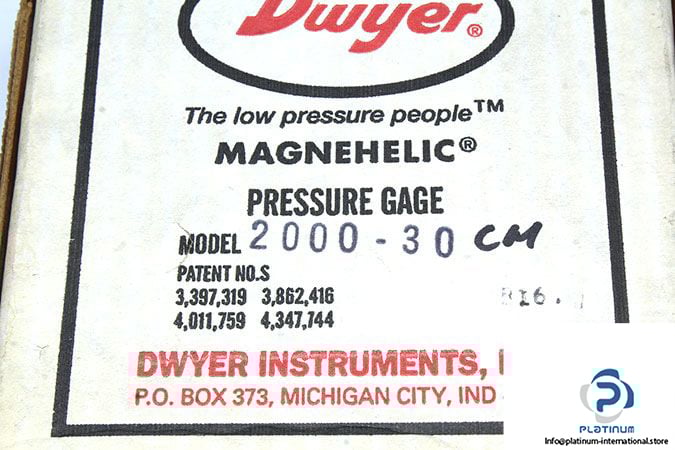 Dwyer®
The low pressure people™
MAGNEHELIC®
PRESSURE GAGE
MODEL 2000-30 CM
PATENT NO.S
3,397,319 3,862,416
4,011,759 4,347,744
DWYER INSTRUMENTS,
P.O. BOX 373, MICHIGAN CITY, IND
PLATINUM
info@platinum-international.store